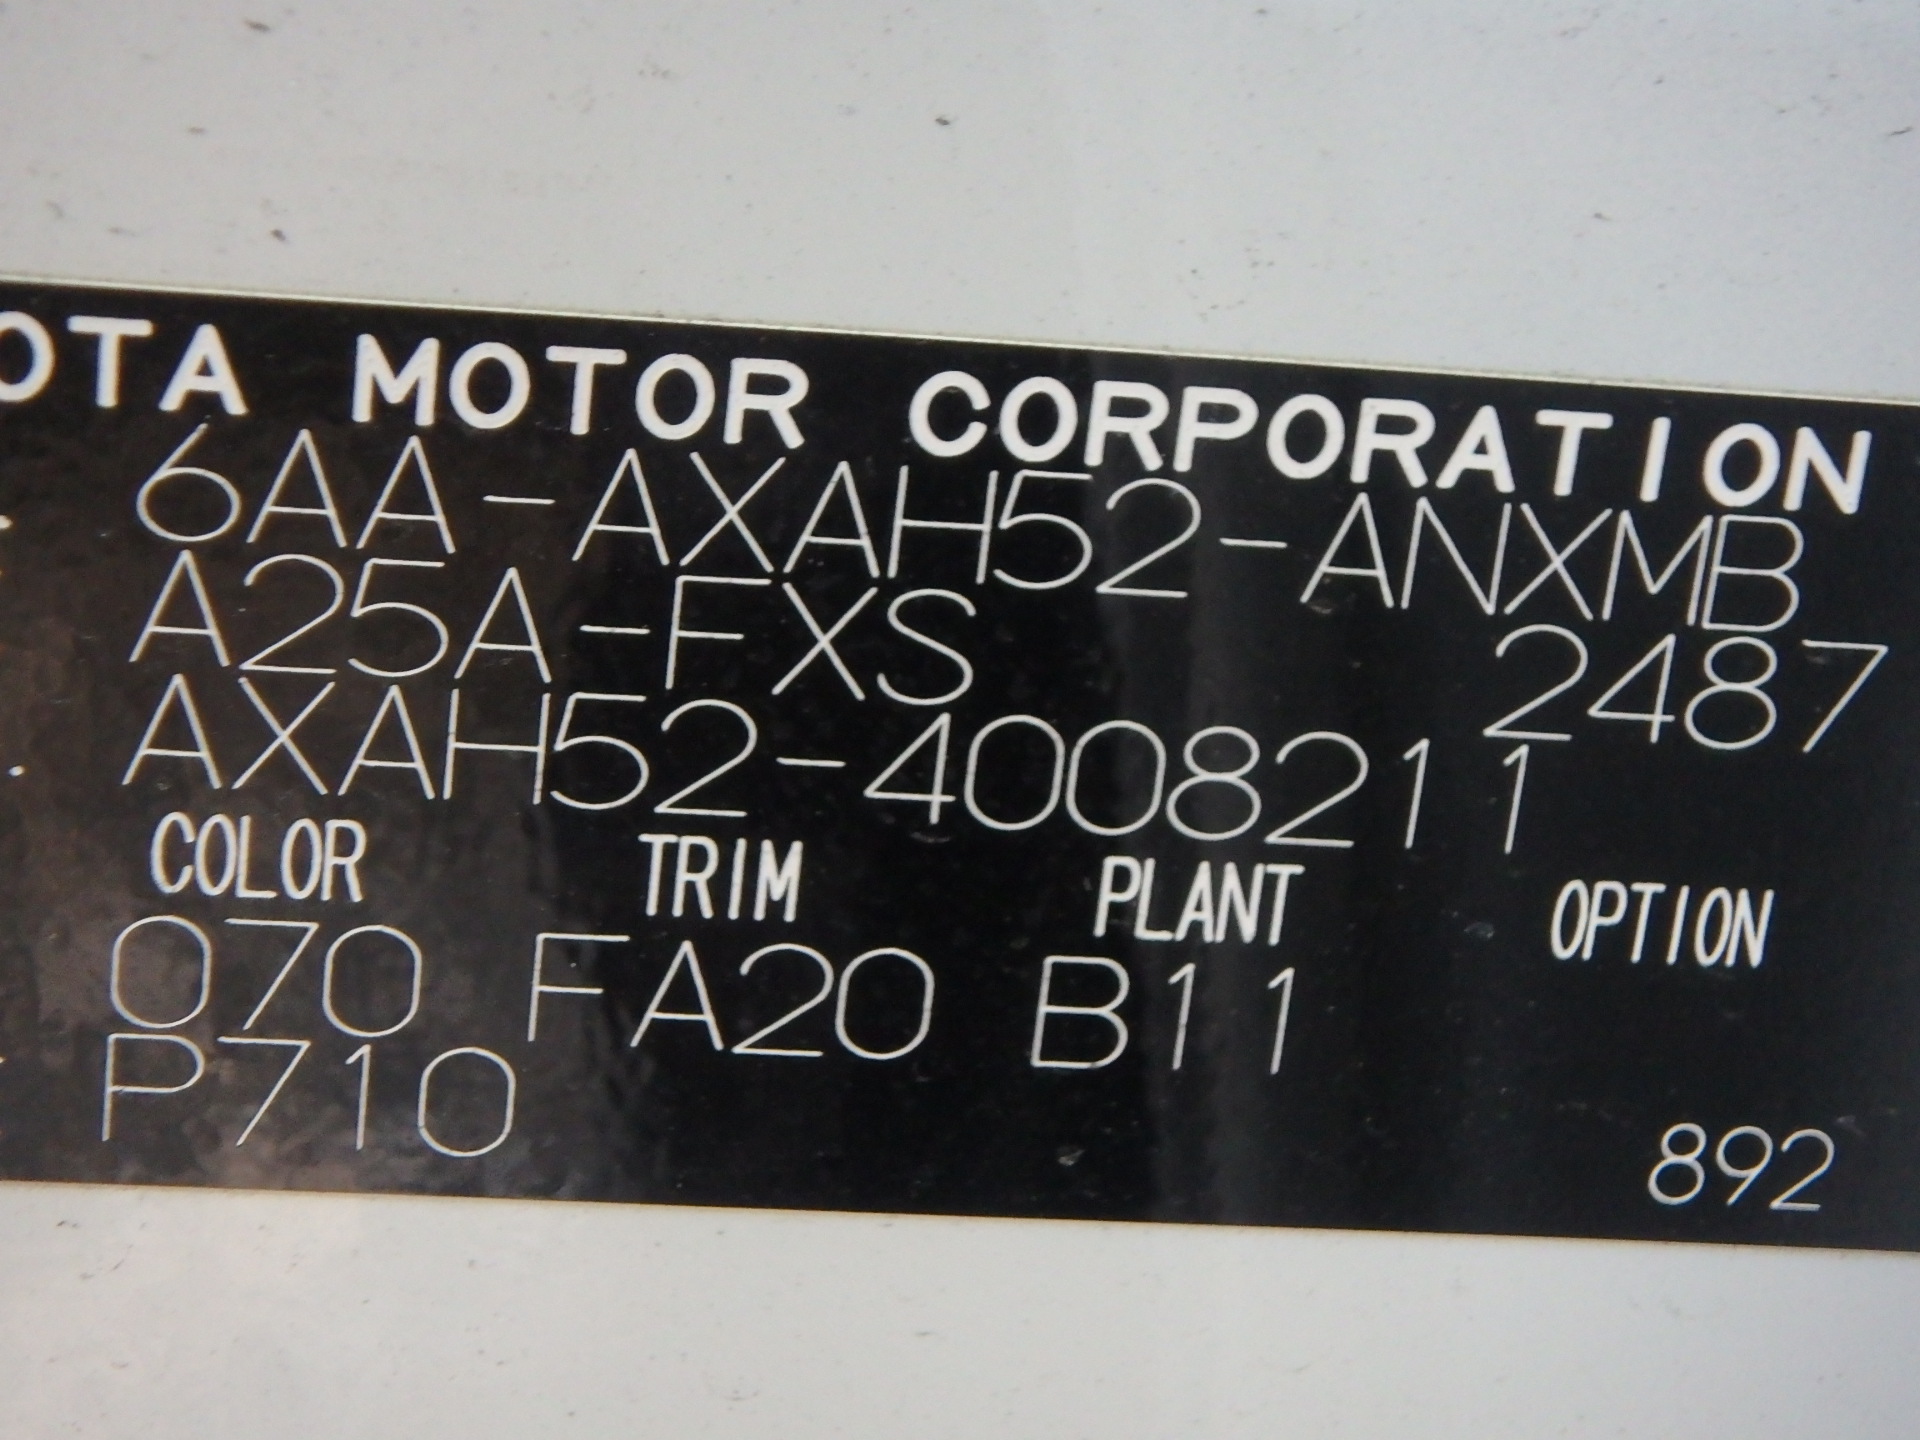 OTA MOTOR CORPORATION
6AA-AXAH52-ANXMB
A25A-FXS 2487
AXAH52-4008211
COLOR TRIM PLANT OPTION
070 FA20 B11
P710
892